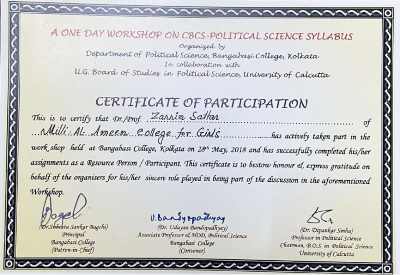 A ONE DAY WORKSHOP ON CBCS-POLITICAL SCIENCE SYLLABUS
Organized by
Department of Political Science, Bangabasi College, Kolkata
In collaboration with
U.G. Board of Studies in Political Science, University of Calcutta
CERTIFICATE OF PARTICIPATION
This is to certify that Dr./Prof. Zarrin Sattar of
Milli AL Ameen College for Girls has actively taken part in the
work shop held at Bangabasi College, Kolkata on 28th May, 2018 and has successfully completed his/her
assignments as a Resource Person / Participant. This certificate is to bestow honour & express gratitude on
behalf of the organisers for his/her sincere role played in being part of the discussion in the aforementioned
Workshop.
U. Bandyopadhyay
(Dr. Subhra Sankar Bagchi)
Principal
Bangabasi College
(Patron-in-Chief)
(Dr. Udayan Bandopadhyay)
Associate Professor & HOD, Political Science
Bangabasi College
(Convenor)
(Dr. Dipankar Sinha)
Professor in Political Science
Chairman, B.O.S. in Political Science
University of Calcutta